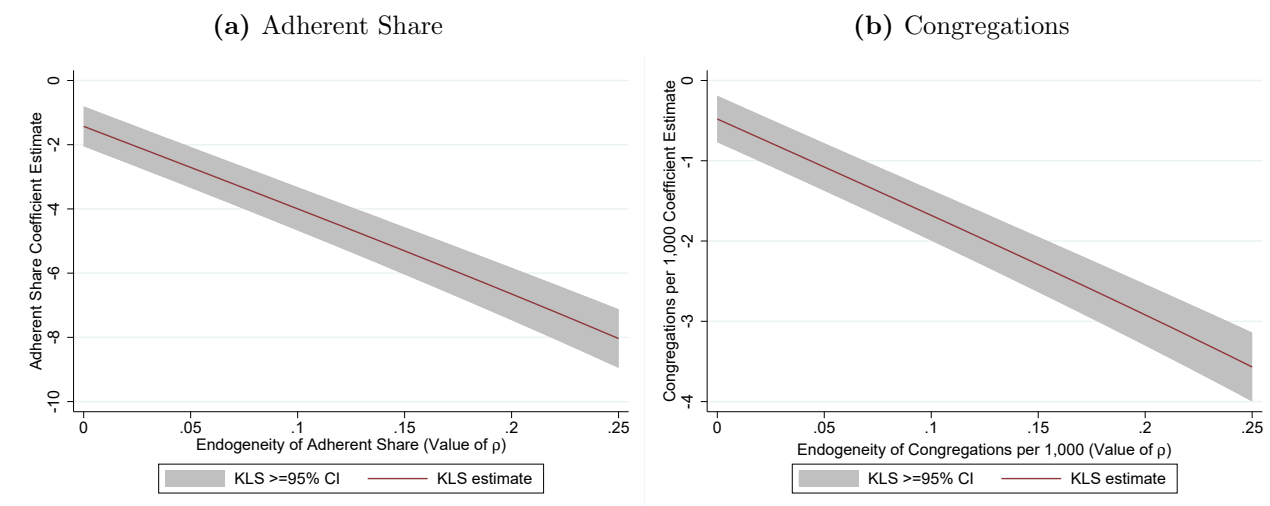 (a) Adherent Share
Adherent Share Coefficient Estimate
0
-2
-4
-6
-8
-10
0 .05 .1 .15 .2 .25
Endogeneity of Adherent Share (Value of ρ)
KLS >=95% CI KLS estimate
(b) Congregations
Congregations per 1,000 Coefficient Estimate
0
-1
-2
-3
-4
0 .05 .1 .15 .2 .25
Endogeneity of Congregations per 1,000 (Value of ρ)
KLS >=95% CI KLS estimate